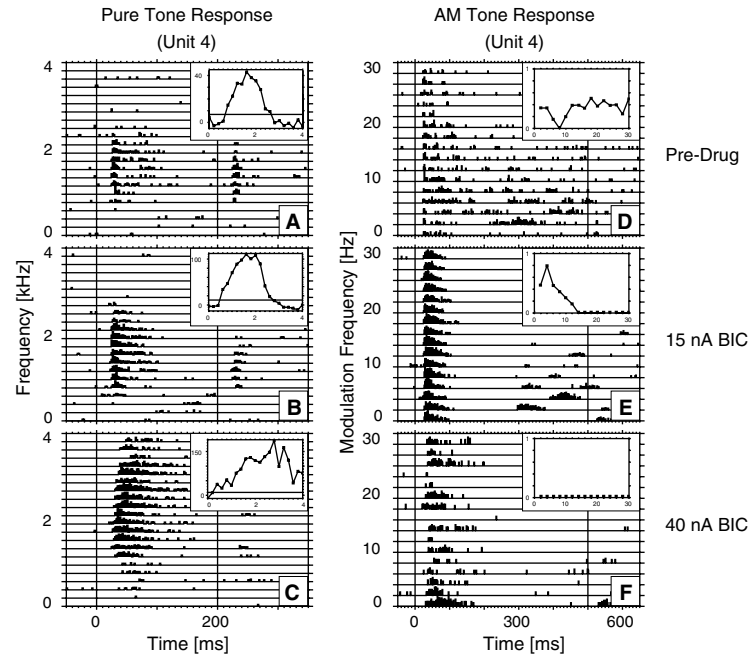 Pure Tone Response
(Unit 4)
AM Tone Response
(Unit 4)
4
2
0
40
0
0 2 4
A
30
20
10
0
1
0
0 10 20 30
D
Pre-Drug
4
2
0
100
0
0 2 4
B
30
20
10
0
1
0
0 10 20 30
E
15 nA BIC
4
2
0
150
0
0 2 4
C
30
20
10
0
1
0
0 10 20 30
F
40 nA BIC
Frequency [kHz]
Modulation Frequency [Hz]
0 200
Time [ms]
0 300 600
Time [ms]